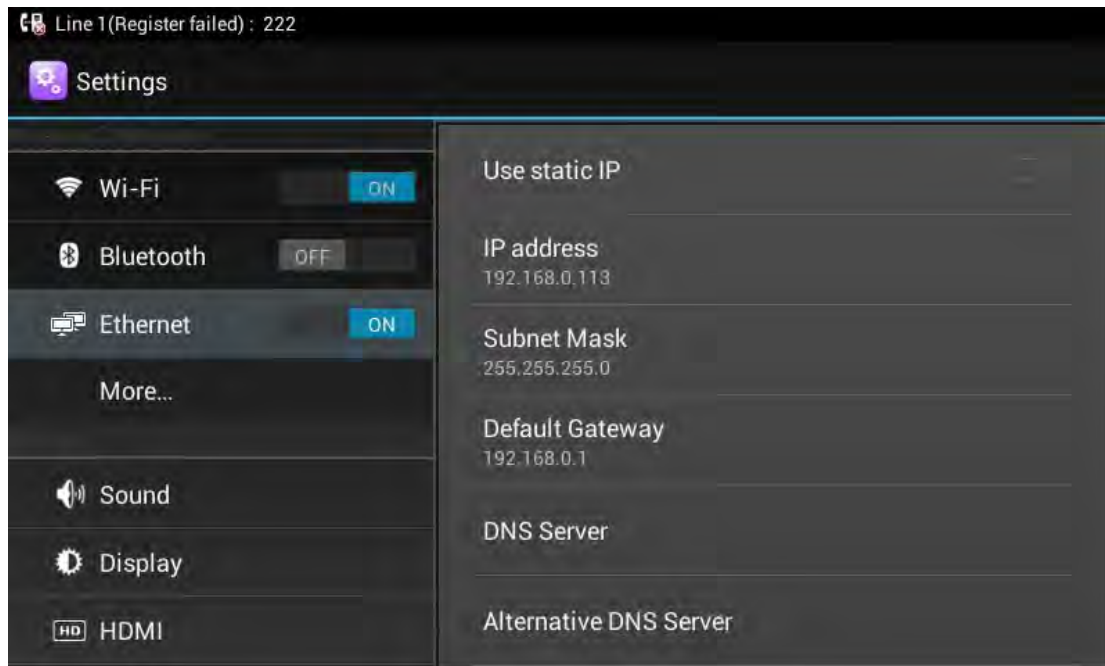 Line 1(Register failed) : 222
Settings
Wi-Fi ON
Bluetooth OFF
Ethernet ON
More...
Sound
Display
HD HDMI
Use static IP
IP address
192.168.0.113
Subnet Mask
255.255.255.0
Default Gateway
192.168.0.1
DNS Server
Alternative DNS Server